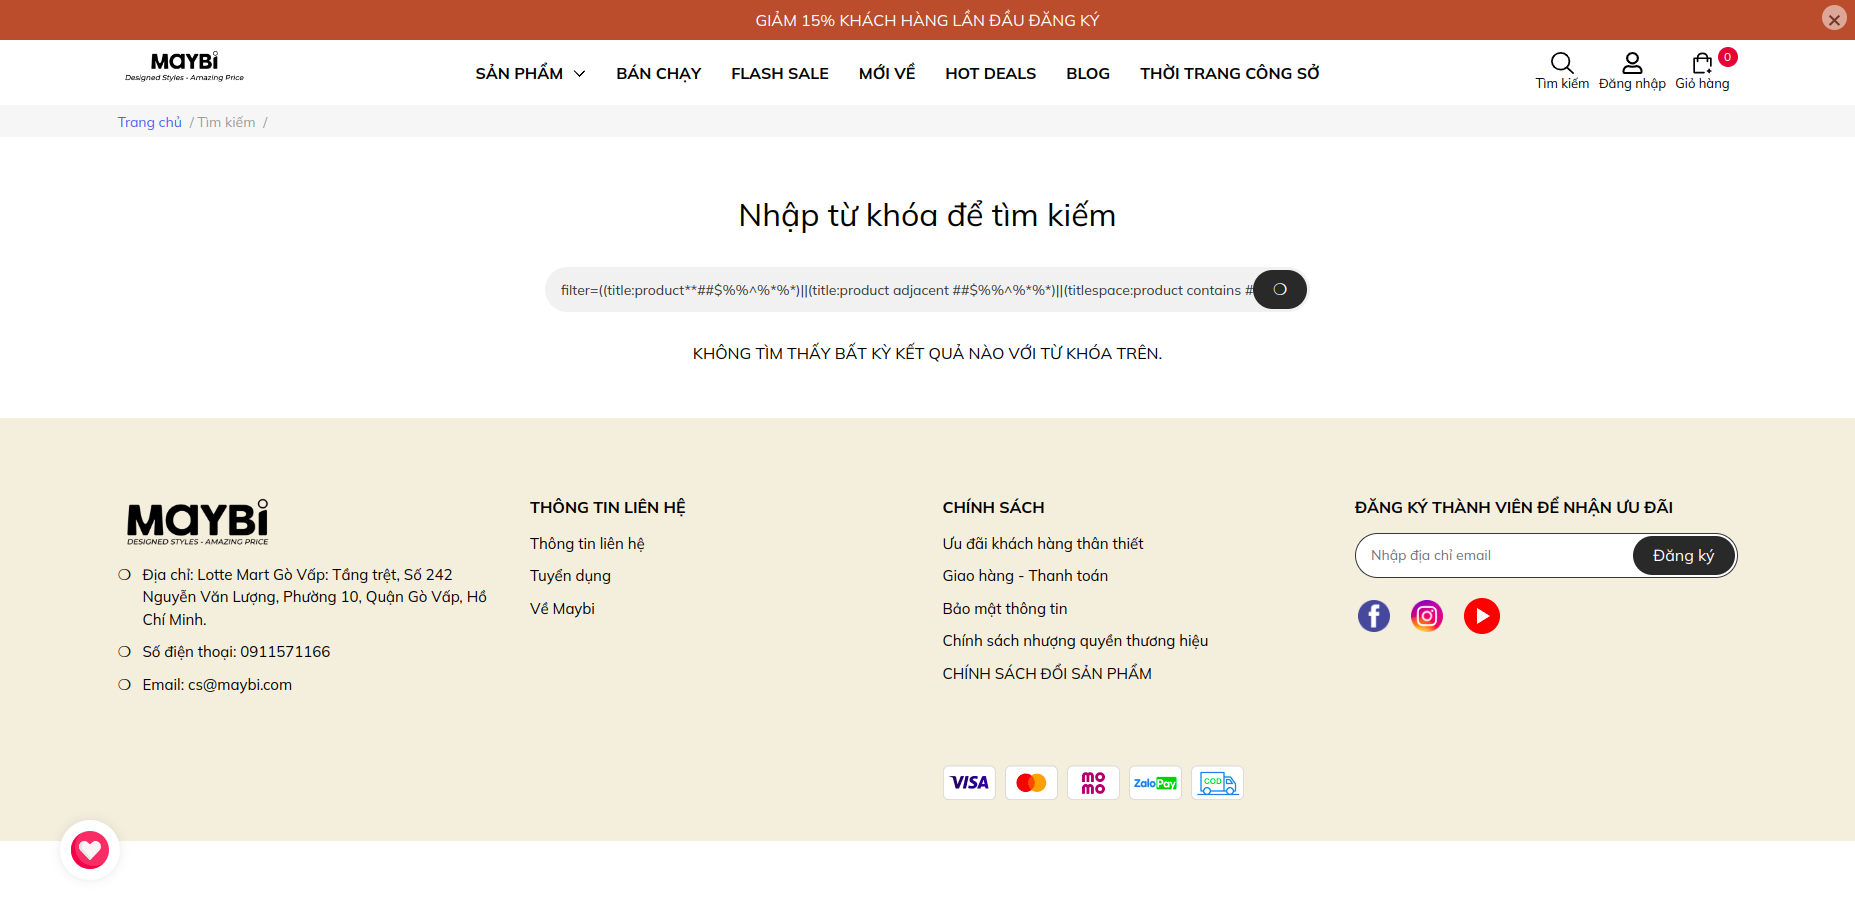 GIẢM 15% KHÁCH HÀNG LẦN ĐẦU ĐĂNG KÝ
MAYBi
Designed Styles - Amazing Price
SẢN PHẨM
BÁN CHẠY
FLASH SALE
MỚI VỀ
HOT DEALS
BLOG
THỜI TRANG CÔNG SỞ
Tìm kiếm
Đăng nhập
0
Giỏ hàng
Trang chủ / Tìm kiếm /
Nhập từ khóa để tìm kiếm
filter=((title:product**##$%%^%*%*)||(title:product adjacent ##$%%^%*%*)||(titlespace:product contains #
KHÔNG TÌM THẤY BẤT KỲ KẾT QUẢ NÀO VỚI TỪ KHÓA TRÊN.
MAYBi
DESIGNED STYLES - AMAZING PRICE
Địa chỉ: Lotte Mart Gò Vấp: Tầng trệt, Số 242
Nguyễn Văn Lượng, Phường 10, Quận Gò Vấp, Hồ
Chí Minh.
Số điện thoại: 0911571166
Email: cs@maybi.com
THÔNG TIN LIÊN HỆ
Thông tin liên hệ
Tuyển dụng
Về Maybi
CHÍNH SÁCH
Ưu đãi khách hàng thân thiết
Giao hàng - Thanh toán
Bảo mật thông tin
Chính sách nhượng quyền thương hiệu
CHÍNH SÁCH ĐỔI SẢN PHẨM
VISA
mo
mo
ZaloPay
COD
ĐĂNG KÝ THÀNH VIÊN ĐỂ NHẬN ƯU ĐÃI
Nhập địa chỉ email
Đăng ký